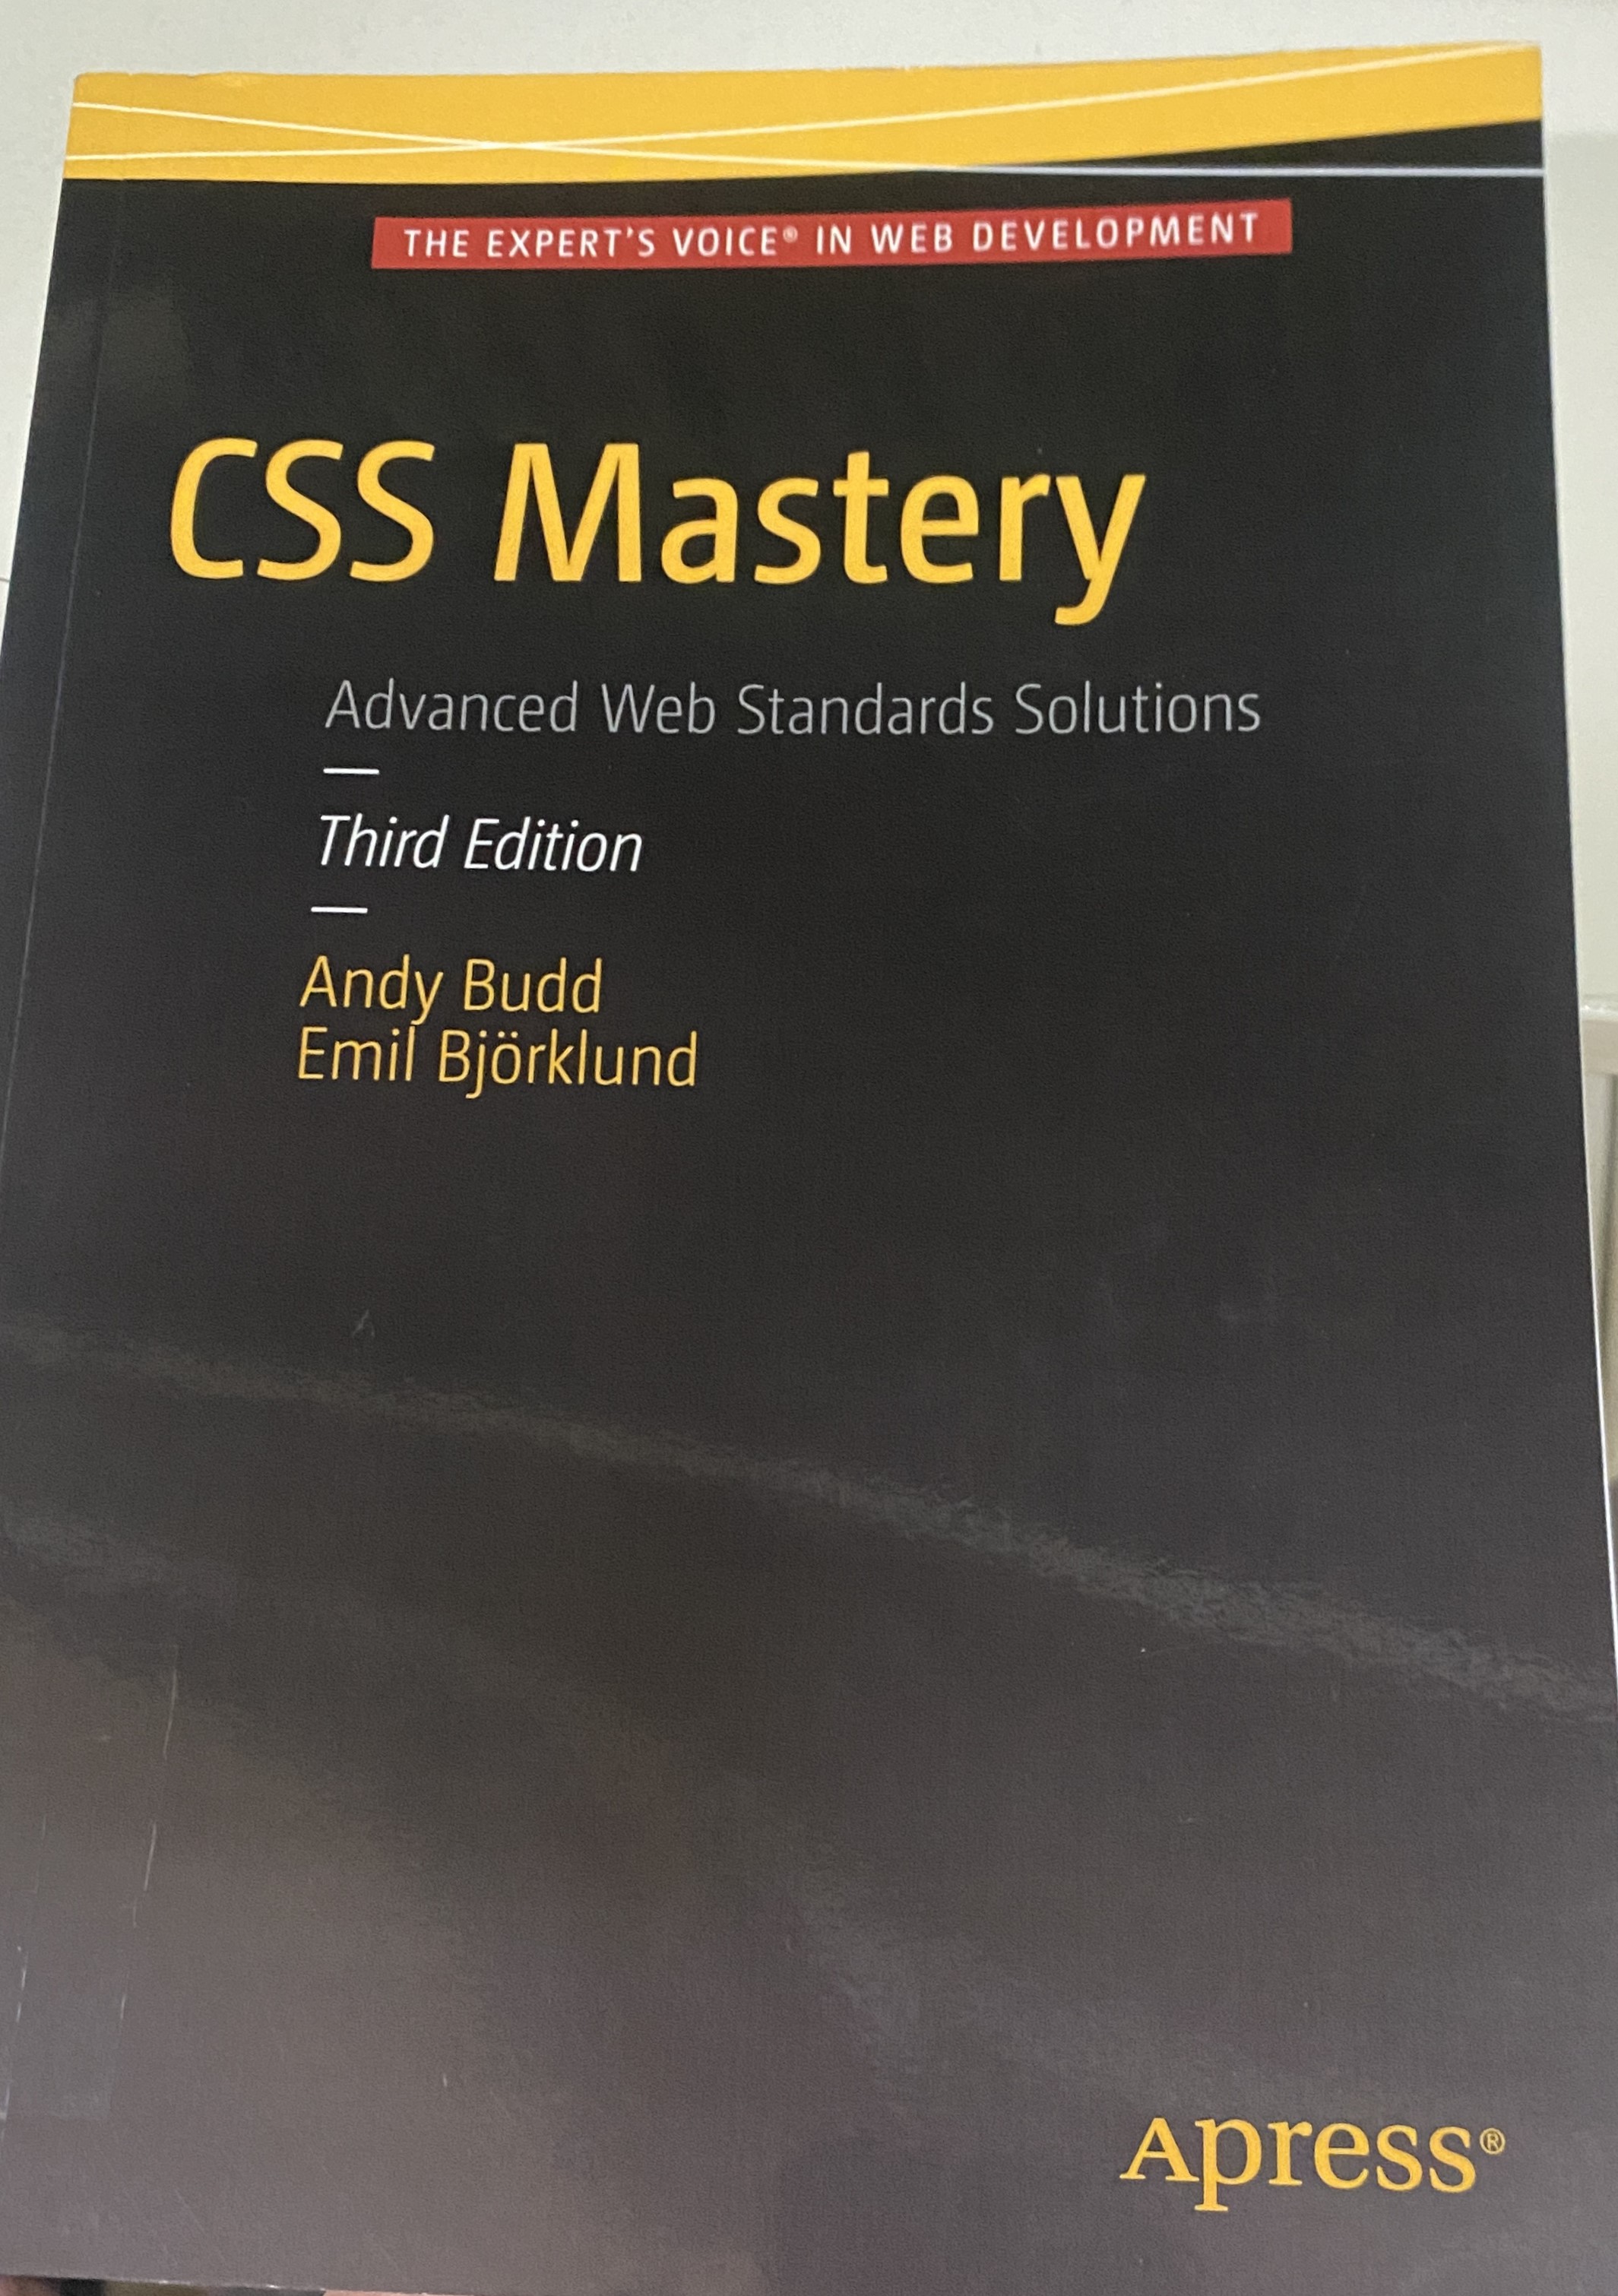 THE EXPERT'S VOICE® IN WEB DEVELOPMENT
CSS Mastery
Advanced Web Standards Solutions
Third Edition
Andy Budd
Emil Björklund
Apress®